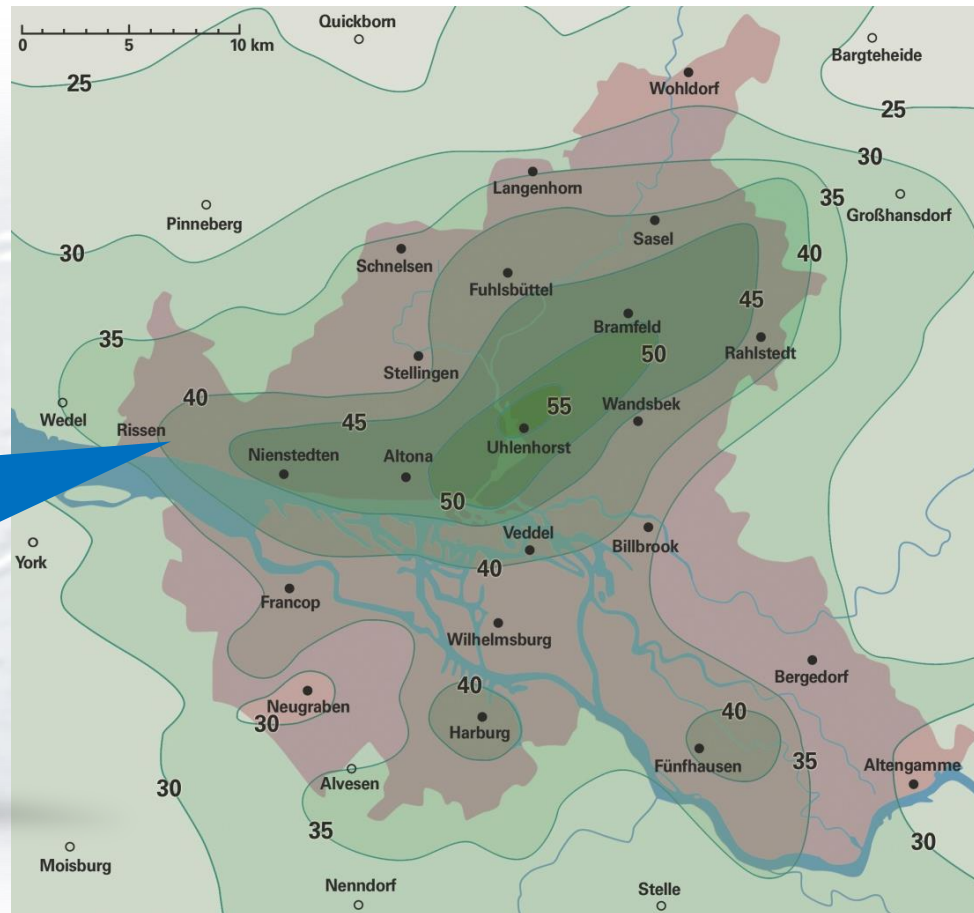 Quickborn
0 5 10 km
Bargteheide
25
Wohldorf
25
30
Langenhorn
35
Großhansdorf
Pinneberg
Sasel
30
Schnelsen
40
Fuhlsbüttel
45
Bramfeld
35
50
Rahlstedt
Stellingen
40
55
Wandsbek
Wedel
45
Rissen
Uhlenhorst
Nienstedten
Altona
50
Veddel
Billbrook
York
40
Francop
Wilhelmsburg
Bergedorf
40
Neugraben
40
30
Harburg
Fünfhausen
35
Altengamme
Alvesen
30
35
30
Moisburg
Nenndorf
Stelle